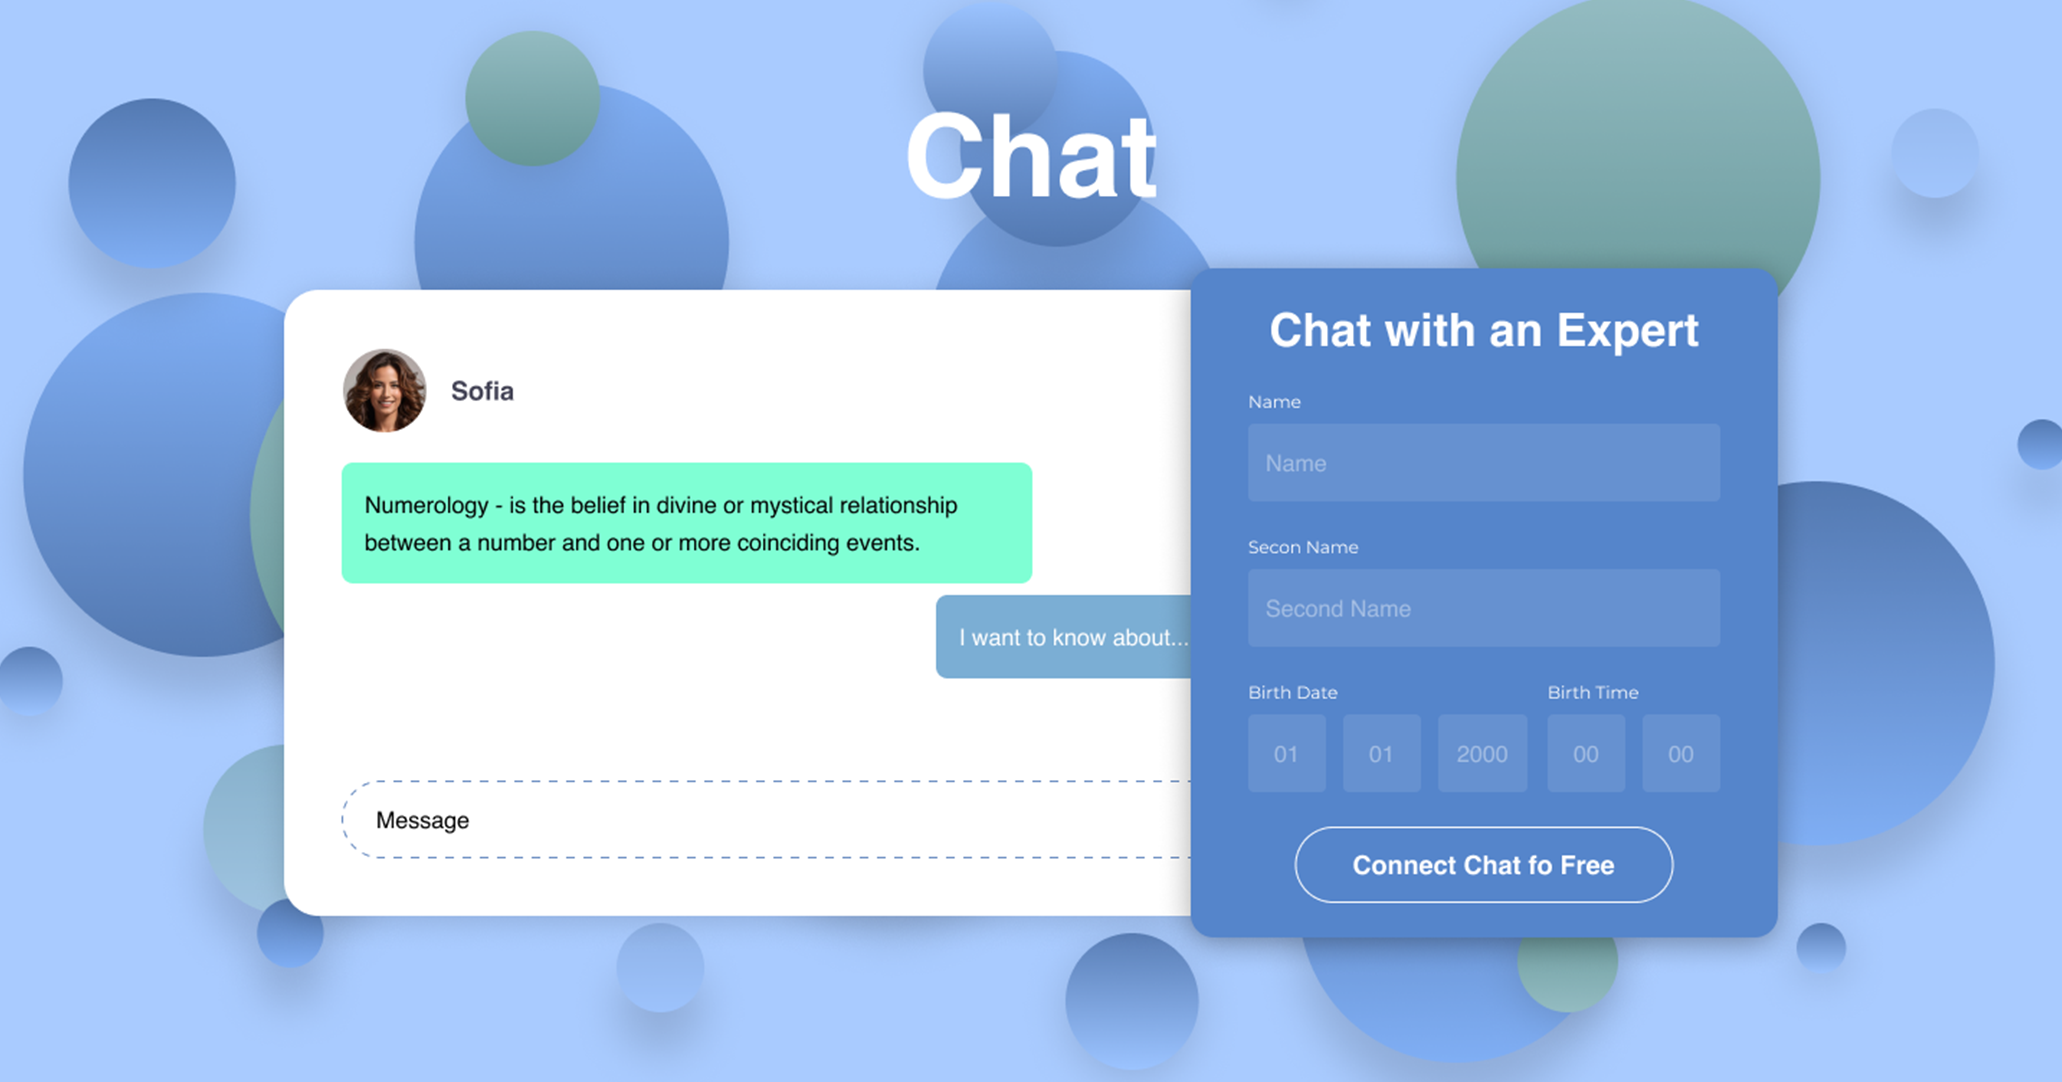 Chat
Sofia
Numerology - is the belief in divine or mystical relationship
between a number and one or more coinciding events.
I want to know about...
Message
Chat with an Expert
Name
Name
Secon Name
Second Name
Birth Date Birth Time
01 01 2000 00 00
Connect Chat fo Free